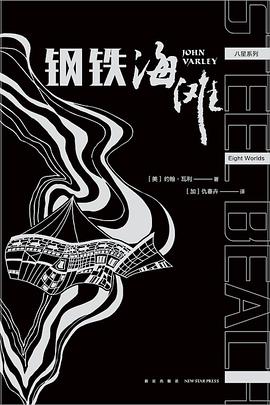 钢铁海滩
JOHN
VARLEY
八星系列
STEEL BEACH
Eight Worlds
[美] 约翰·瓦利 — 著
[加] 仇春卉 — 译
新星出版社 NEW STAR PRESS